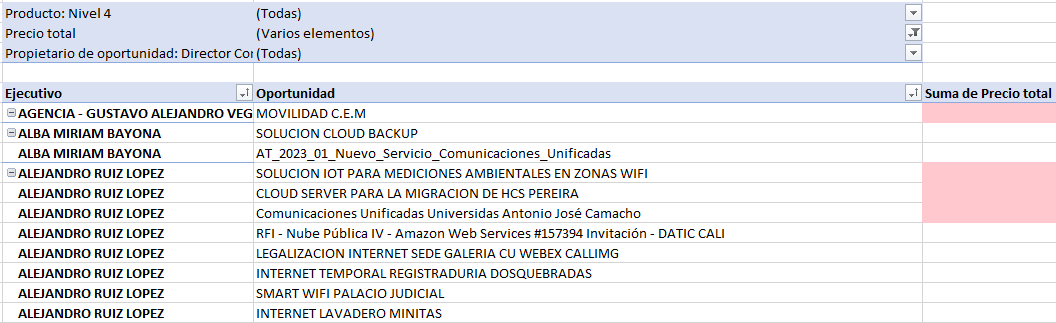 Producto: Nivel 4 (Todas)
Precio total (Varios elementos)
Propietario de oportunidad: Director Co (Todas)
Ejecutivo Oportunidad Suma de Precio total
AGENCIA - GUSTAVO ALEJANDRO VEG MOVILIDAD C.E.M
ALBA MIRIAM BAYONA SOLUCION CLOUD BACKUP
ALBA MIRIAM BAYONA AT_2023_01_Nuevo_Servicio_Comunicaciones_Unificadas
ALEJANDRO RUIZ LOPEZ SOLUCION IOT PARA MEDICIONES AMBIENTALES EN ZONAS WIFI
ALEJANDRO RUIZ LOPEZ CLOUD SERVER PARA LA MIGRACION DE HCS PEREIRA
ALEJANDRO RUIZ LOPEZ Comunicaciones Unificadas Universidas Antonio José Camacho
ALEJANDRO RUIZ LOPEZ RFI - Nube Pública IV - Amazon Web Services #157394 Invitación - DATIC CALI
ALEJANDRO RUIZ LOPEZ LEGALIZACION INTERNET SEDE GALERIA CU WEBEX CALLIMG
ALEJANDRO RUIZ LOPEZ INTERNET TEMPORAL REGISTRADURIA DOSQUEBRADAS
ALEJANDRO RUIZ LOPEZ SMART WIFI PALACIO JUDICIAL
ALEJANDRO RUIZ LOPEZ INTERNET LAVADERO MINITAS